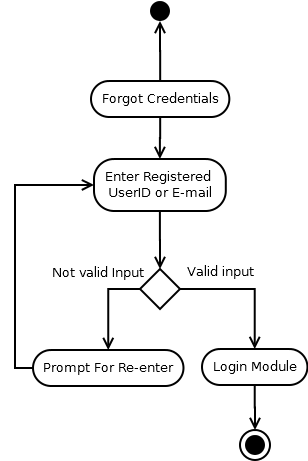 Forgot Credentials
Enter Registered
UserID or E-mail
Not valid Input
Valid input
Prompt For Re-enter
Login Module